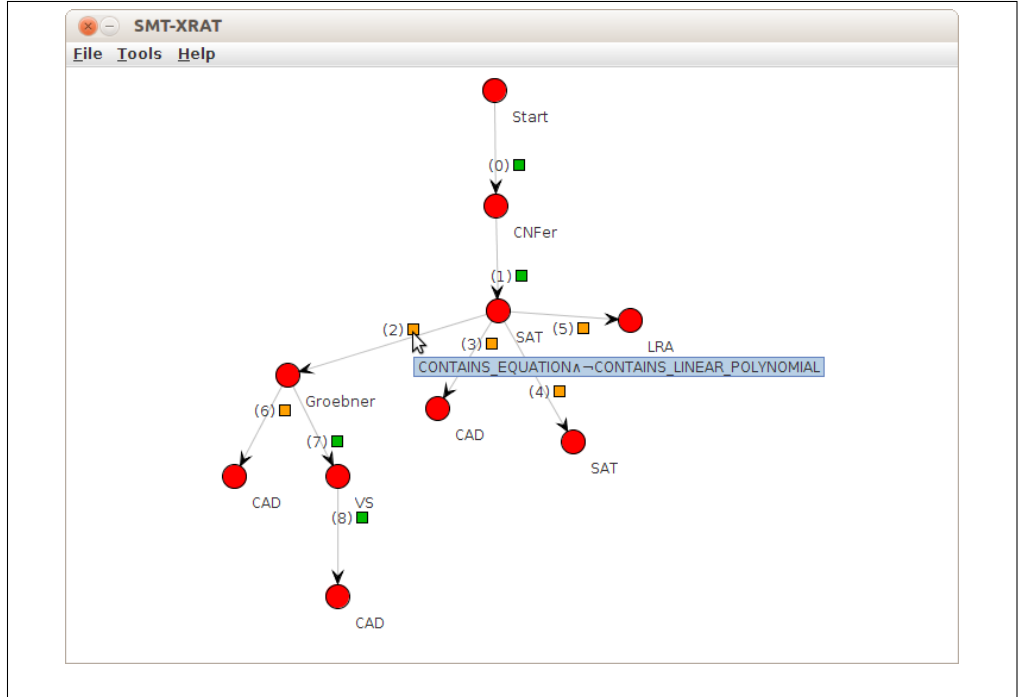 SMT-XRAT
File Tools Help
Start
(0)
CNFer
(1)
(2)
SAT
(5)
(3)
LRA
CONTAINS_EQUATION∧¬CONTAINS_LINEAR_POLYNOMIAL
(4)
Groebner
(6)
CAD
(7)
SAT
CAD
VS
(8)
CAD